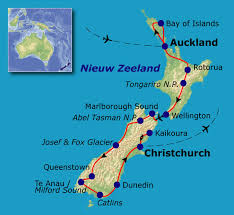 Bay of Islands
Auckland
Nieuw Zeeland
Rotorua
Tongariro N.P.
Marlborough Sound
Wellington
Abel Tasman N.P.
Kaikoura
Josef & Fox Glacier
Christchurch
Queenstown
Te Anau /
Milford Sound
Dunedin
Catlins